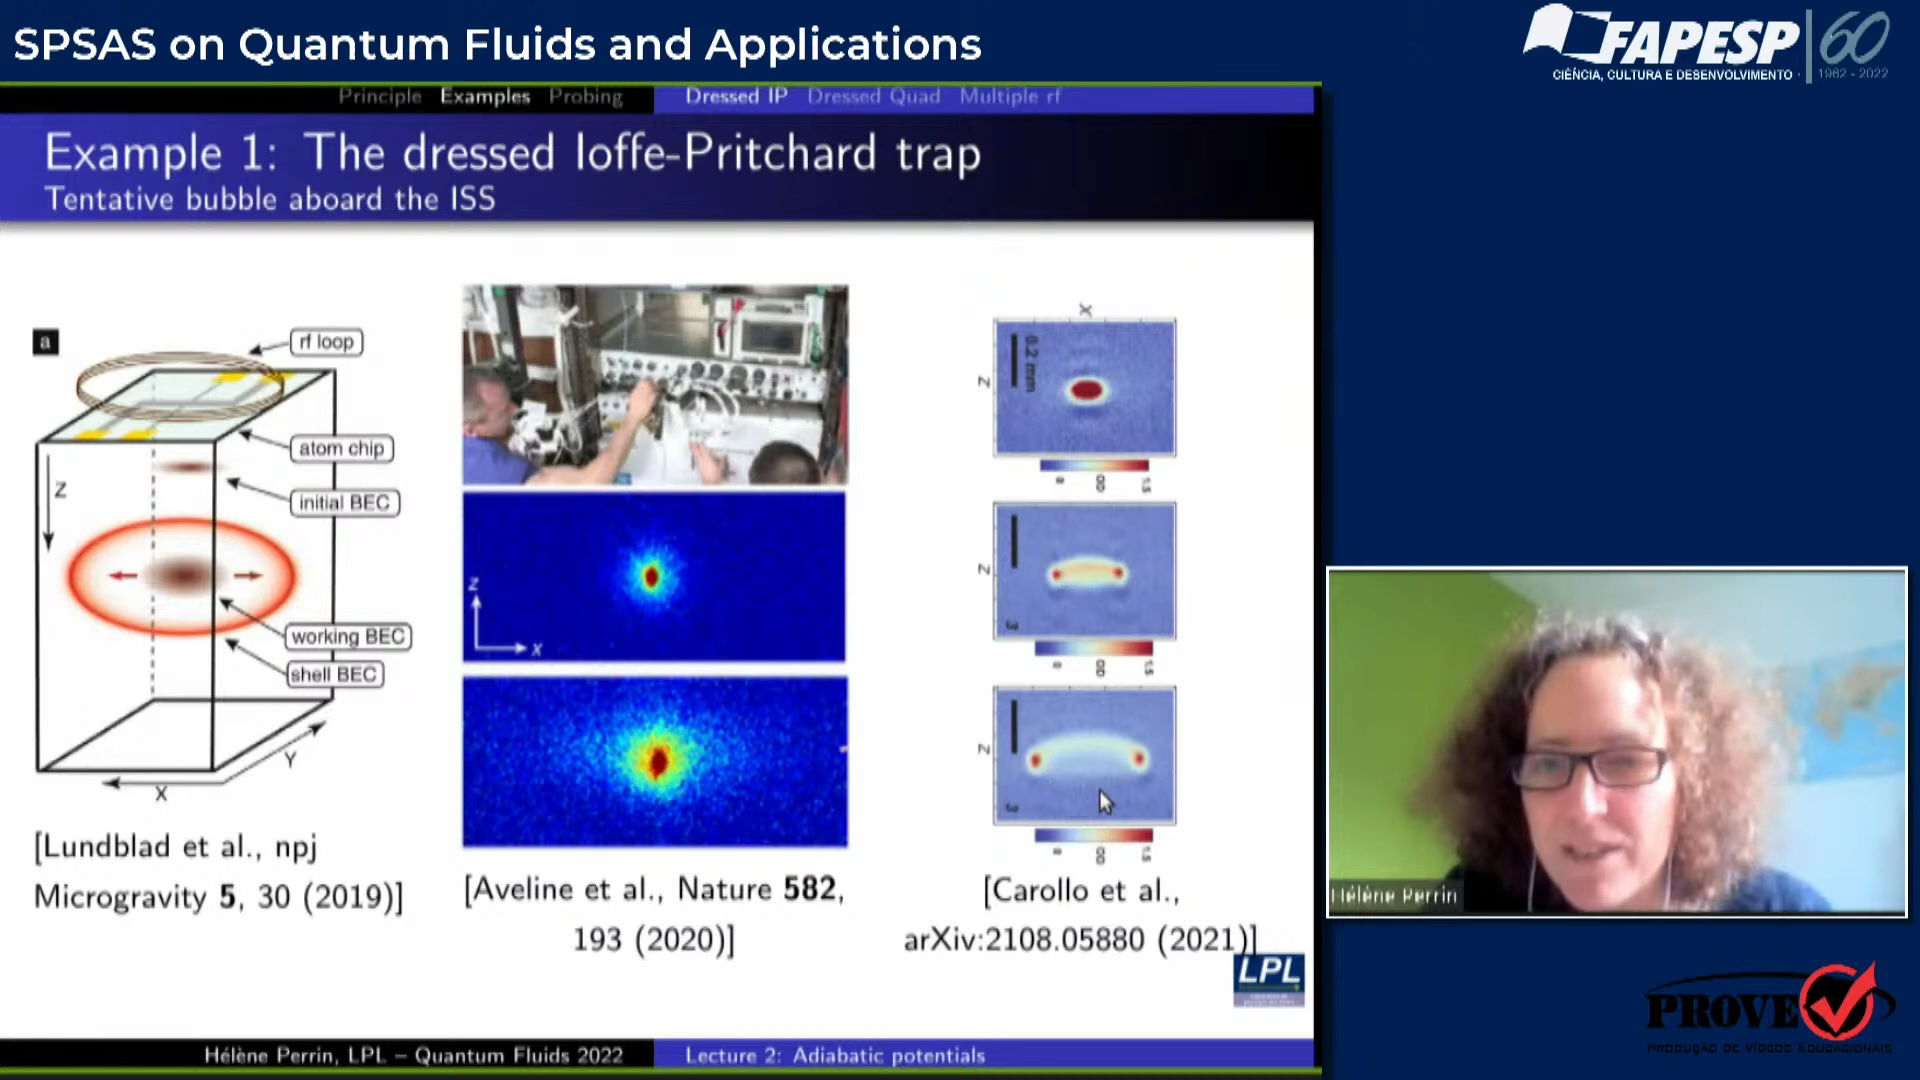 SPSAS on Quantum Fluids and Applications
FAPESP 60
CIÊNCIA, CULTURA E DESENVOLVIMENTO 1962 - 2022
Principle Examples Probing Dressed IP Dressed Quad Multiple rf
Example 1: The dressed Ioffe-Pritchard trap
Tentative bubble aboard the ISS
a
rf loop
atom chip
initial BEC
working BEC
shell BEC
Z
Y
X
[Lundblad et al., npj
Microgravity 5, 30 (2019)]
z
x
[Aveline et al., Nature 582,
193 (2020)]
X
Z
0.2 mm
Z
Z
[Carollo et al.,
arXiv:2108.05880 (2021)]
LPL
Hélène Perrin, LPL – Quantum Fluids 2022
Lecture 2: Adiabatic potentials
Hélène Perrin
PROVE
PRODUÇÃO DE VÍDEOS EDUCACIONAIS